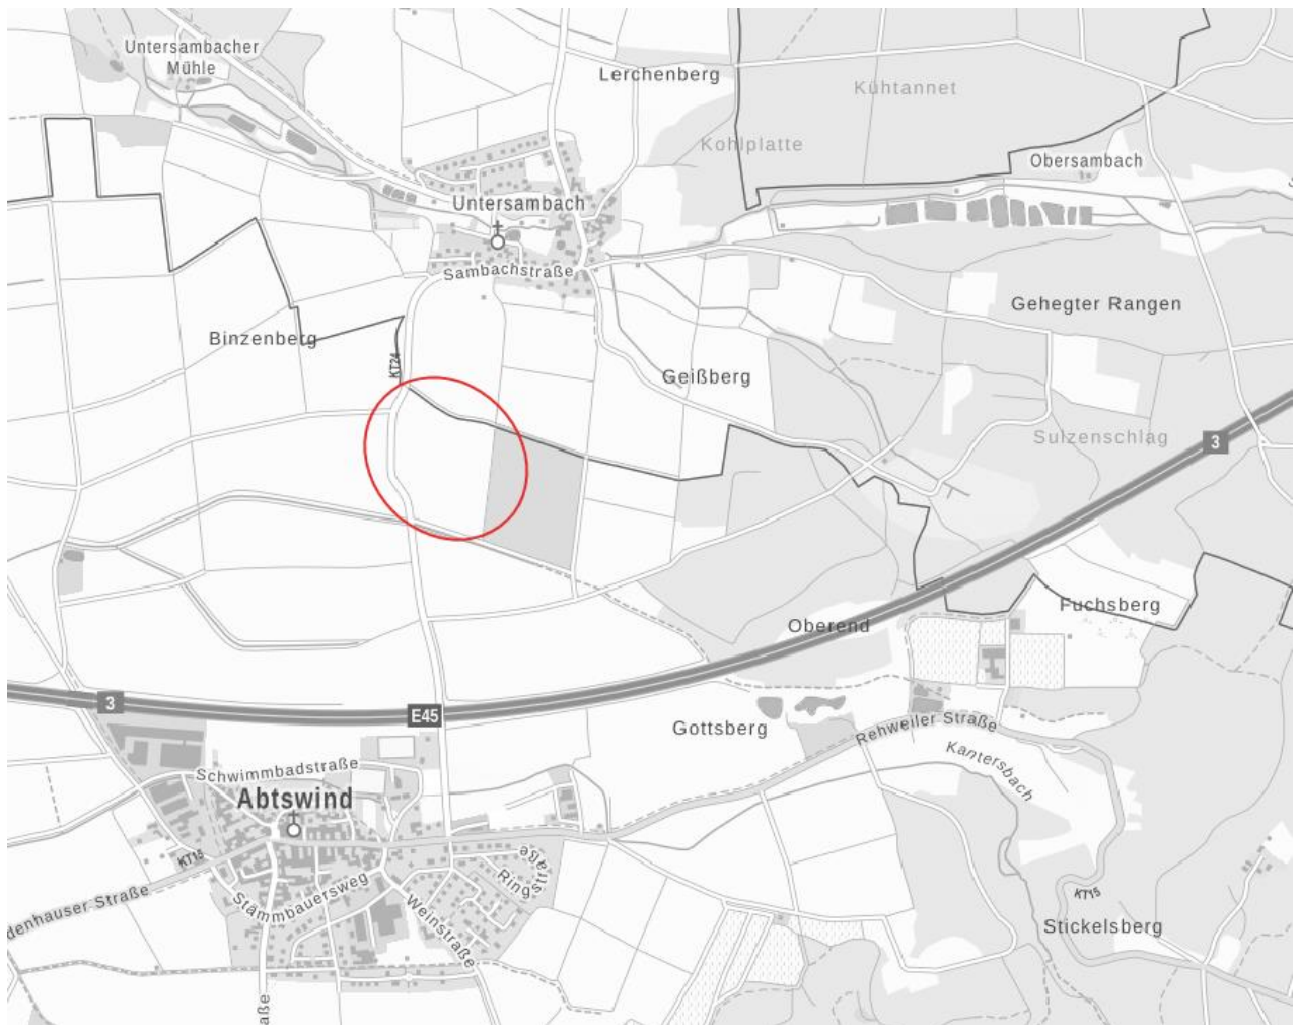 Untersambacher
Mühle
Lerchenberg
Kühtannet
Kohlplatte
Obersambach
Untersambach
Sambachstraße
Gehegter Rangen
Binzenberg
KT24
Geißberg
Sulzenschlag
3
Fuchsberg
Oberend
3
E45
Gottsberg
Rehweiler Straße
Kantersbach
Schwimmbadstraße
Abtswind
KT15
Ringstraße
Stämmbauersweg
Weinstraße
denhauser Straße
KT15
Stickelsberg
aße